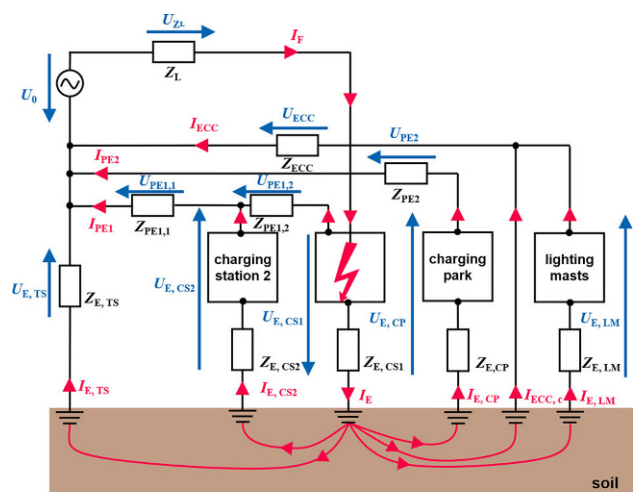 U_ZL
I_F
Z_L
U_0
I_ECC
U_ECC
U_PE2
Z_ECC
I_PE2
U_PE1,1
U_PE1,2
Z_PE2
I_PE1
Z_PE1,1
Z_PE1,2
charging
station 2
charging
park
lighting
masts
U_E, TS
Z_E, TS
U_E, CS2
U_E, CS1
U_E, CP
U_E, LM
Z_E, CS2
Z_E, CS1
Z_E,CP
Z_E, LM
I_E, TS
I_E, CS2
I_E
I_E, CP
I_ECC, c
I_E, LM
soil